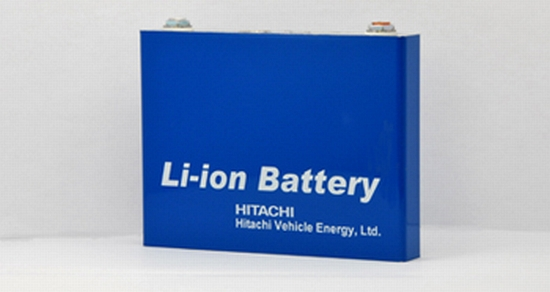 Li-ion Battery
HITACHI
Hitachi Vehicle Energy, Ltd.